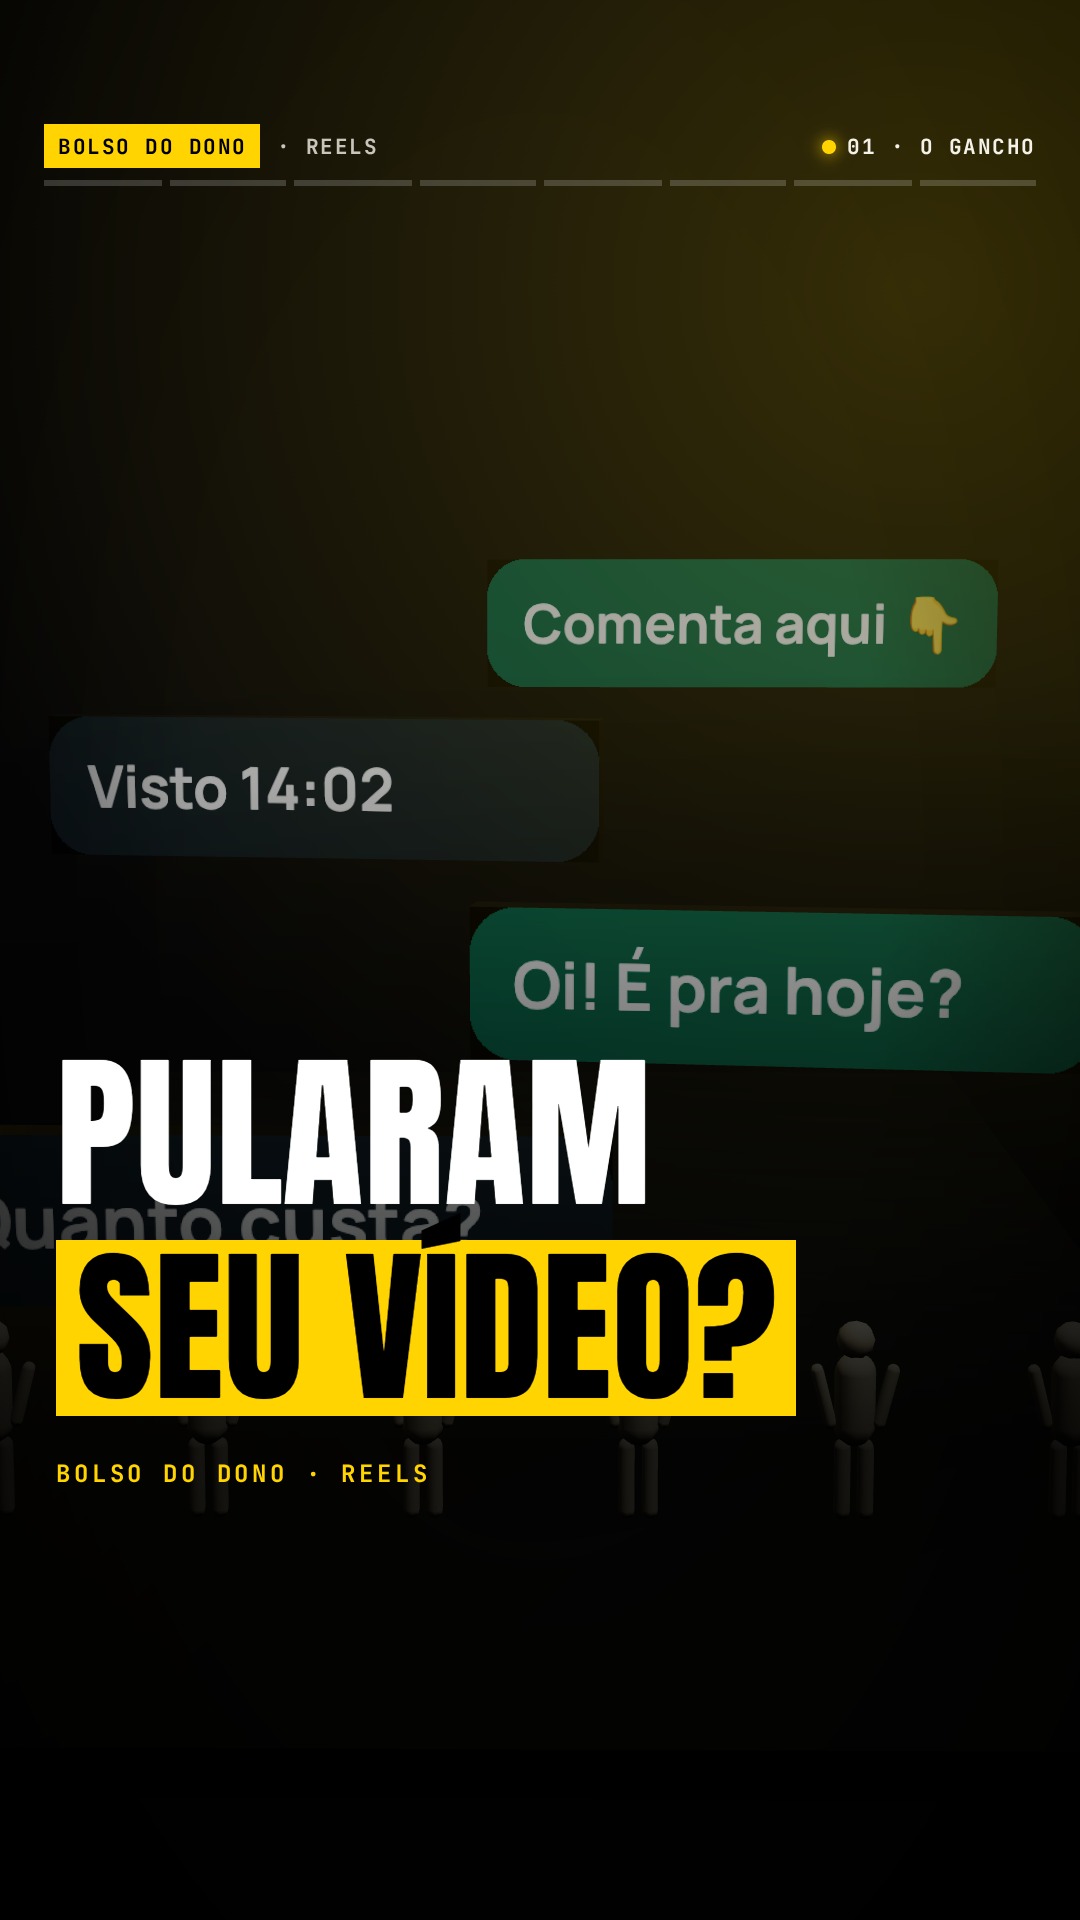 BOLSO DO DONO · REELS
01 · O GANCHO
Comenta aqui 👇
Visto 14:02
Oi! É pra hoje?
PULARAM
Quanto custa?
SEU VÍDEO?
BOLSO DO DONO · REELS